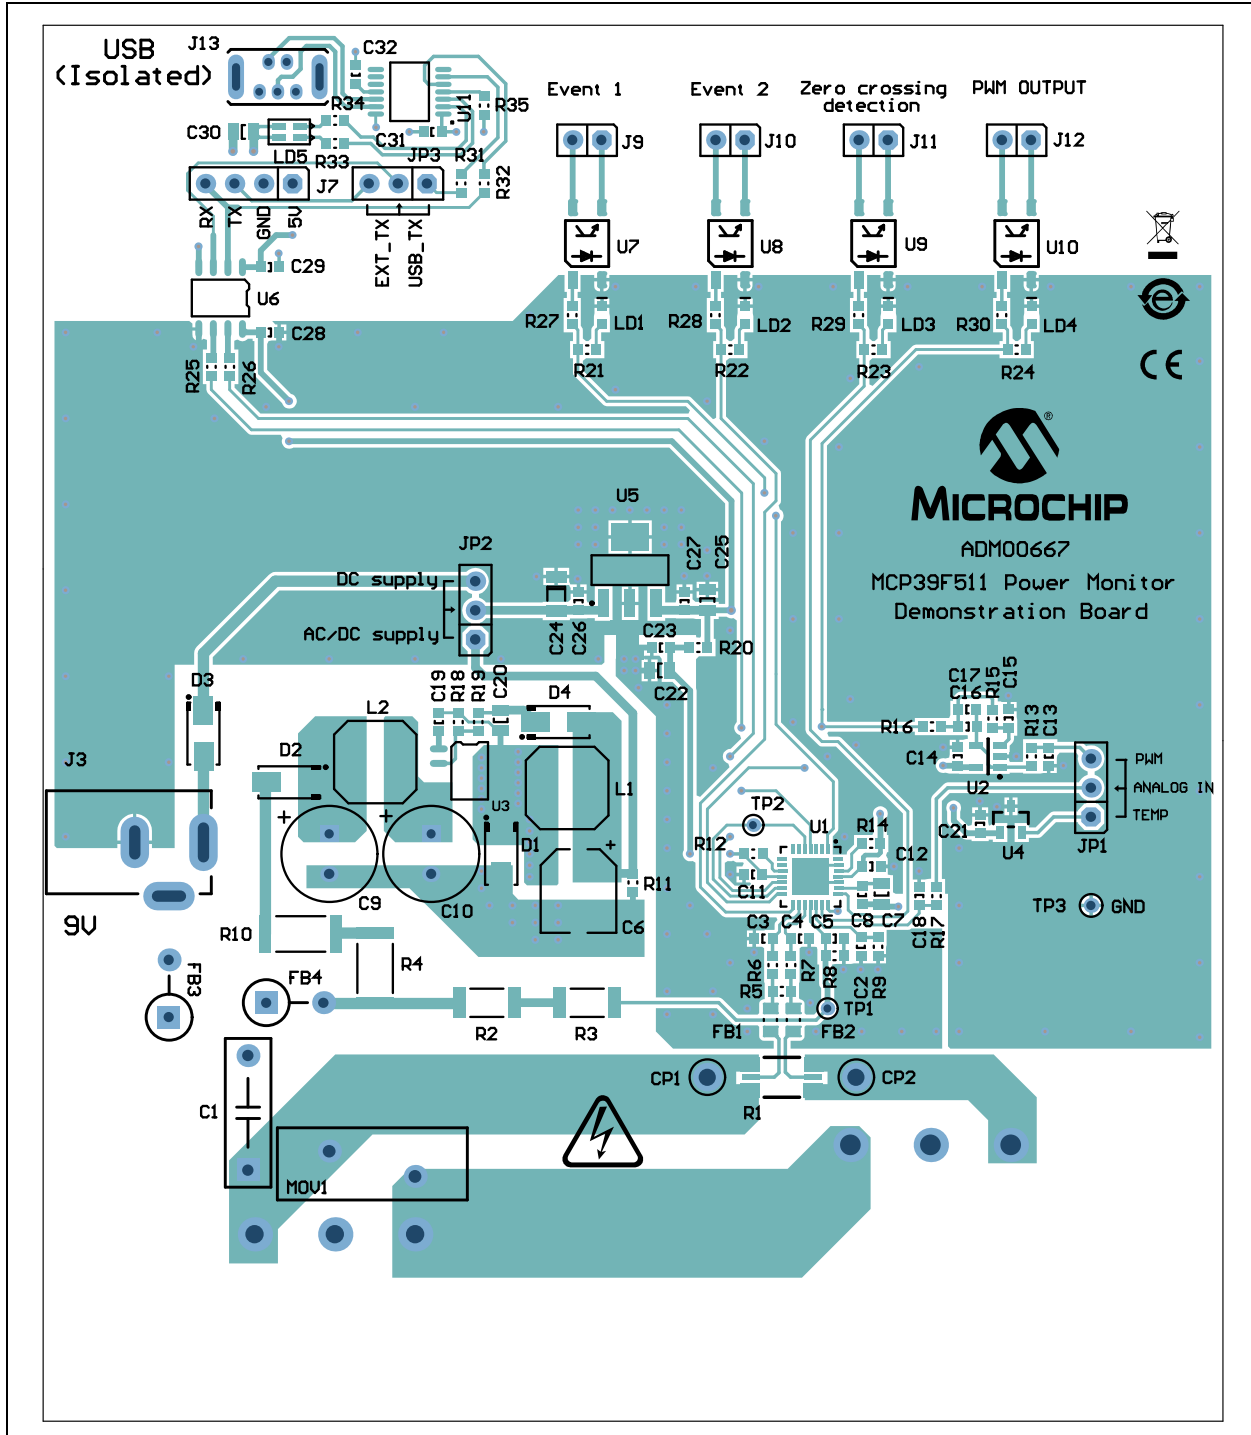 USB
(Isolated)
J13
C32
R34
U11
R35
C30
C31
LD5
R33
R31
JP3
R32
J7
RX
TX
GND
5V
EXT_TX
USB_TX
C29
U6
C28
R25
R26
Event 1
Event 2
Zero crossing
detection
PWM OUTPUT
J9
J10
J11
J12
U7
U8
U9
U10
R27
LD1
R28
LD2
R29
LD3
R30
LD4
R21
R22
R23
R24
e
CE
®
MICROCHIP
ADM00667
MCP39F511 Power Monitor
Demonstration Board
U5
JP2
DC supply
AC/DC supply
C27
C25
C24
C26
C23
R20
C22
D3
L2
C19
R18
R19
C20
D4
D2
J3
U3
L1
D1
+
+
+
C9
C10
C6
R11
9V
R10
R4
FB3
FB4
R2
R3
C17
C16
R15
C15
R16
R13
C13
C14
U2
PWM
ANALOG IN
TEMP
C21
U4
JP1
TP2
U1
R14
R12
C12
C11
TP3
GND
C3
C4
C5
C8
C7
C18
R17
R6
R7
R8
C2
R9
R5
TP1
FB1
FB2
CP1
CP2
R1
C1
MOV1